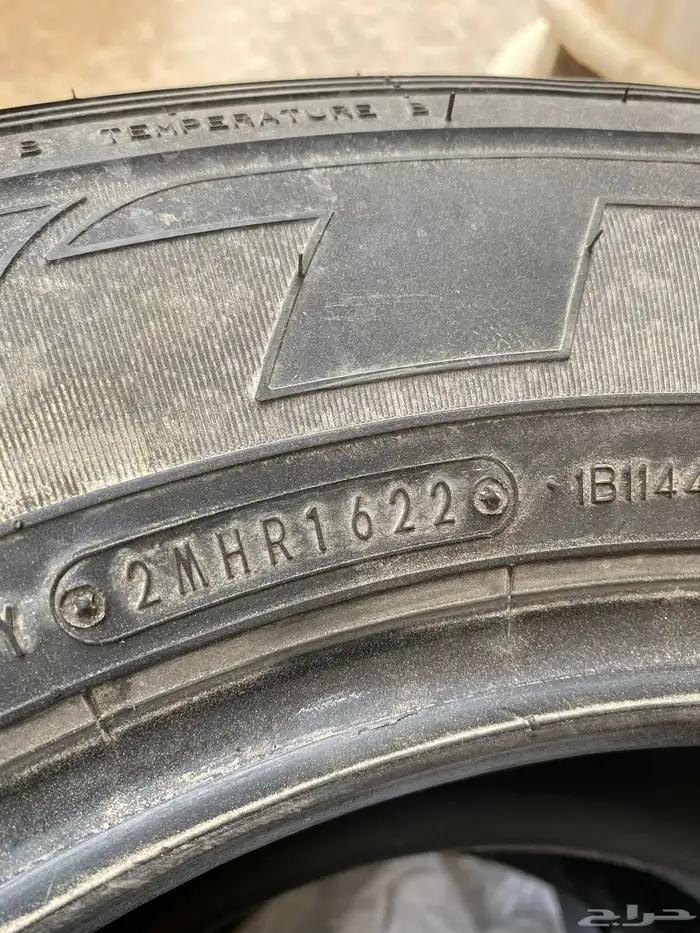 B TEMPERATURE B
Y 2MHR1622 1B1144
حراج